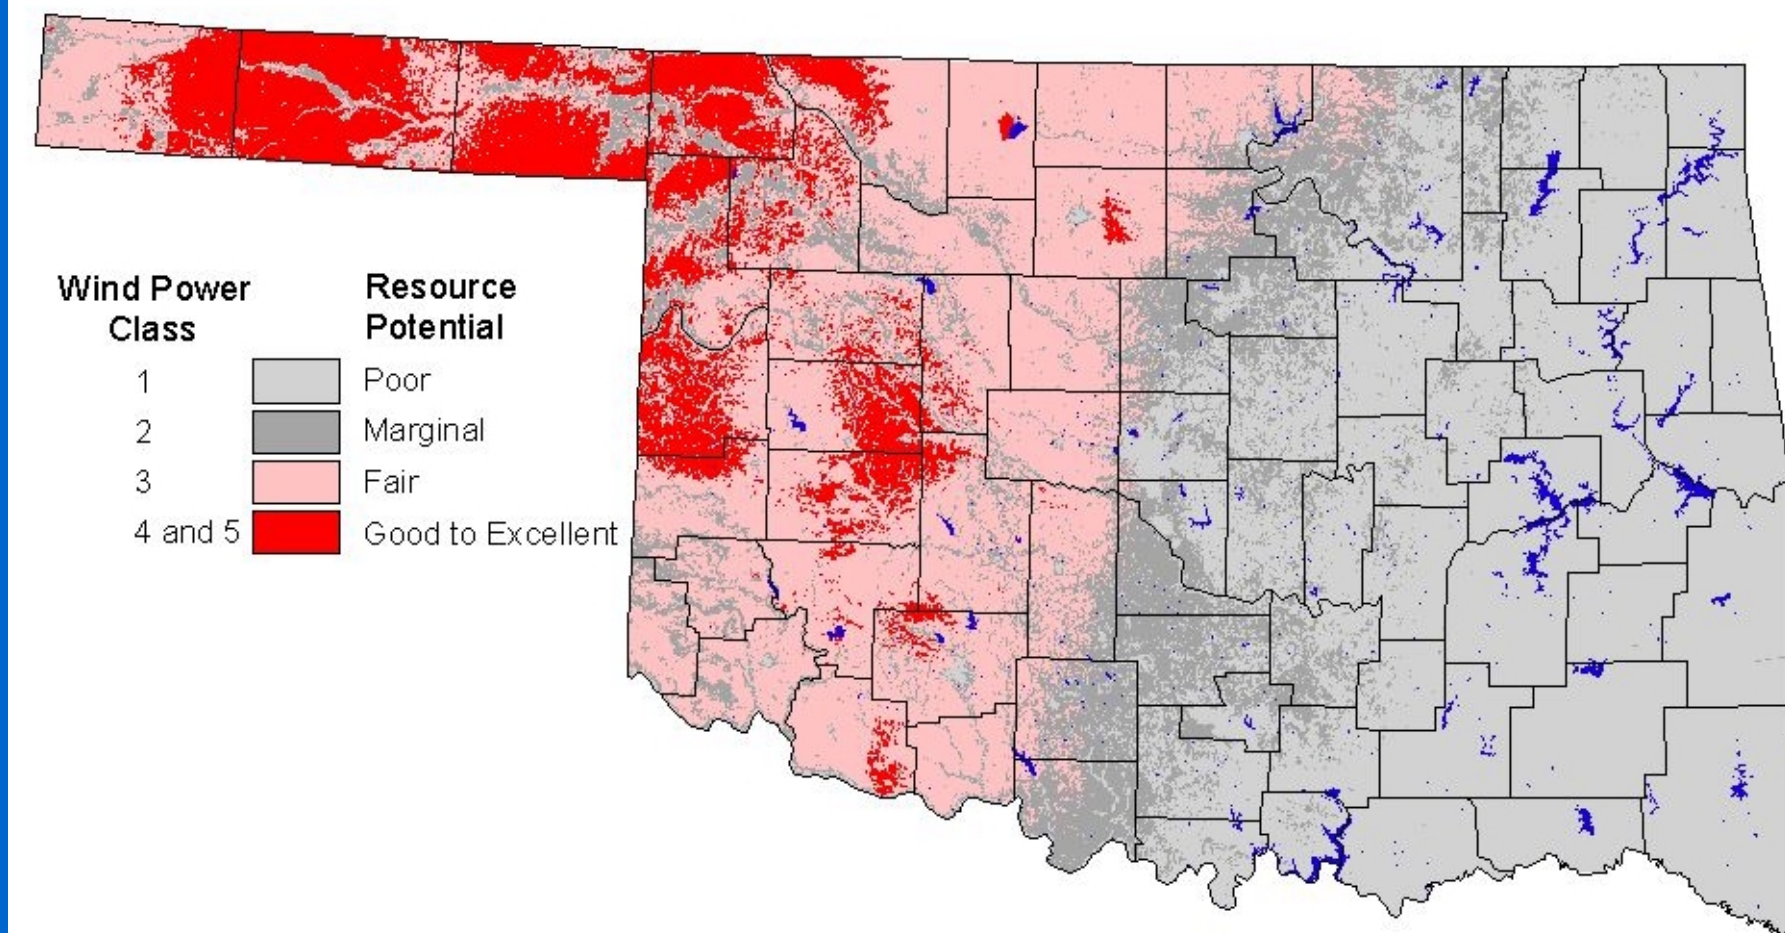 Wind Power Resource
Class Potential
1 Poor
2 Marginal
3 Fair
4 and 5 Good to Excellent